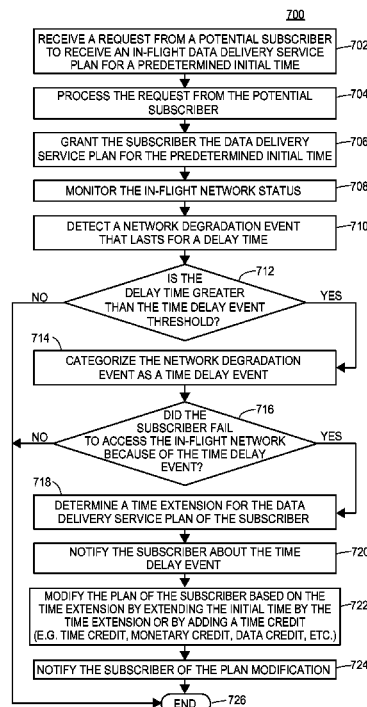 700
RECEIVE A REQUEST FROM A POTENTIAL SUBSCRIBER
TO RECEIVE AN IN-FLIGHT DATA DELIVERY SERVICE
PLAN FOR A PREDETERMINED INITIAL TIME
702
PROCESS THE REQUEST FROM THE POTENTIAL
SUBSCRIBER
704
GRANT THE SUBSCRIBER THE DATA DELIVERY
SERVICE PLAN FOR THE PREDETERMINED INITIAL TIME
706
MONITOR THE IN-FLIGHT NETWORK STATUS
708
DETECT A NETWORK DEGRADATION EVENT
THAT LASTS FOR A DELAY TIME
710
712
IS THE
DELAY TIME GREATER
THAN THE TIME DELAY EVENT
THRESHOLD?
NO
YES
714
CATEGORIZE THE NETWORK DEGRADATION
EVENT AS A TIME DELAY EVENT
716
DID THE
SUBSCRIBER FAIL
TO ACCESS THE IN-FLIGHT NETWORK
BECAUSE OF THE TIME DELAY
EVENT?
NO
YES
718
DETERMINE A TIME EXTENSION FOR THE DATA
DELIVERY SERVICE PLAN OF THE SUBSCRIBER
NOTIFY THE SUBSCRIBER ABOUT THE TIME
DELAY EVENT
720
MODIFY THE PLAN OF THE SUBSCRIBER BASED ON THE
TIME EXTENSION BY EXTENDING THE INITIAL TIME BY THE
TIME EXTENSION OR BY ADDING A TIME CREDIT
(E.G. TIME CREDIT, MONETARY CREDIT, DATA CREDIT, ETC.)
722
NOTIFY THE SUBSCRIBER OF THE PLAN MODIFICATION
724
END
726